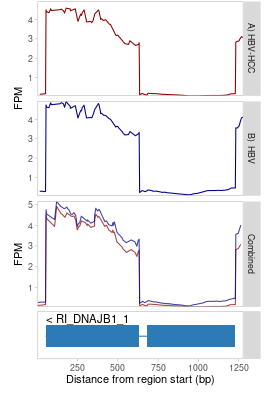 4
3
2
1
A) HBV-HCC
FPM
4
3
2
1
B) HBV
5
4
3
2
1
Combined
FPM
< RI_DNAJB1_1
250 500 750 1000 1250
Distance from region start (bp)